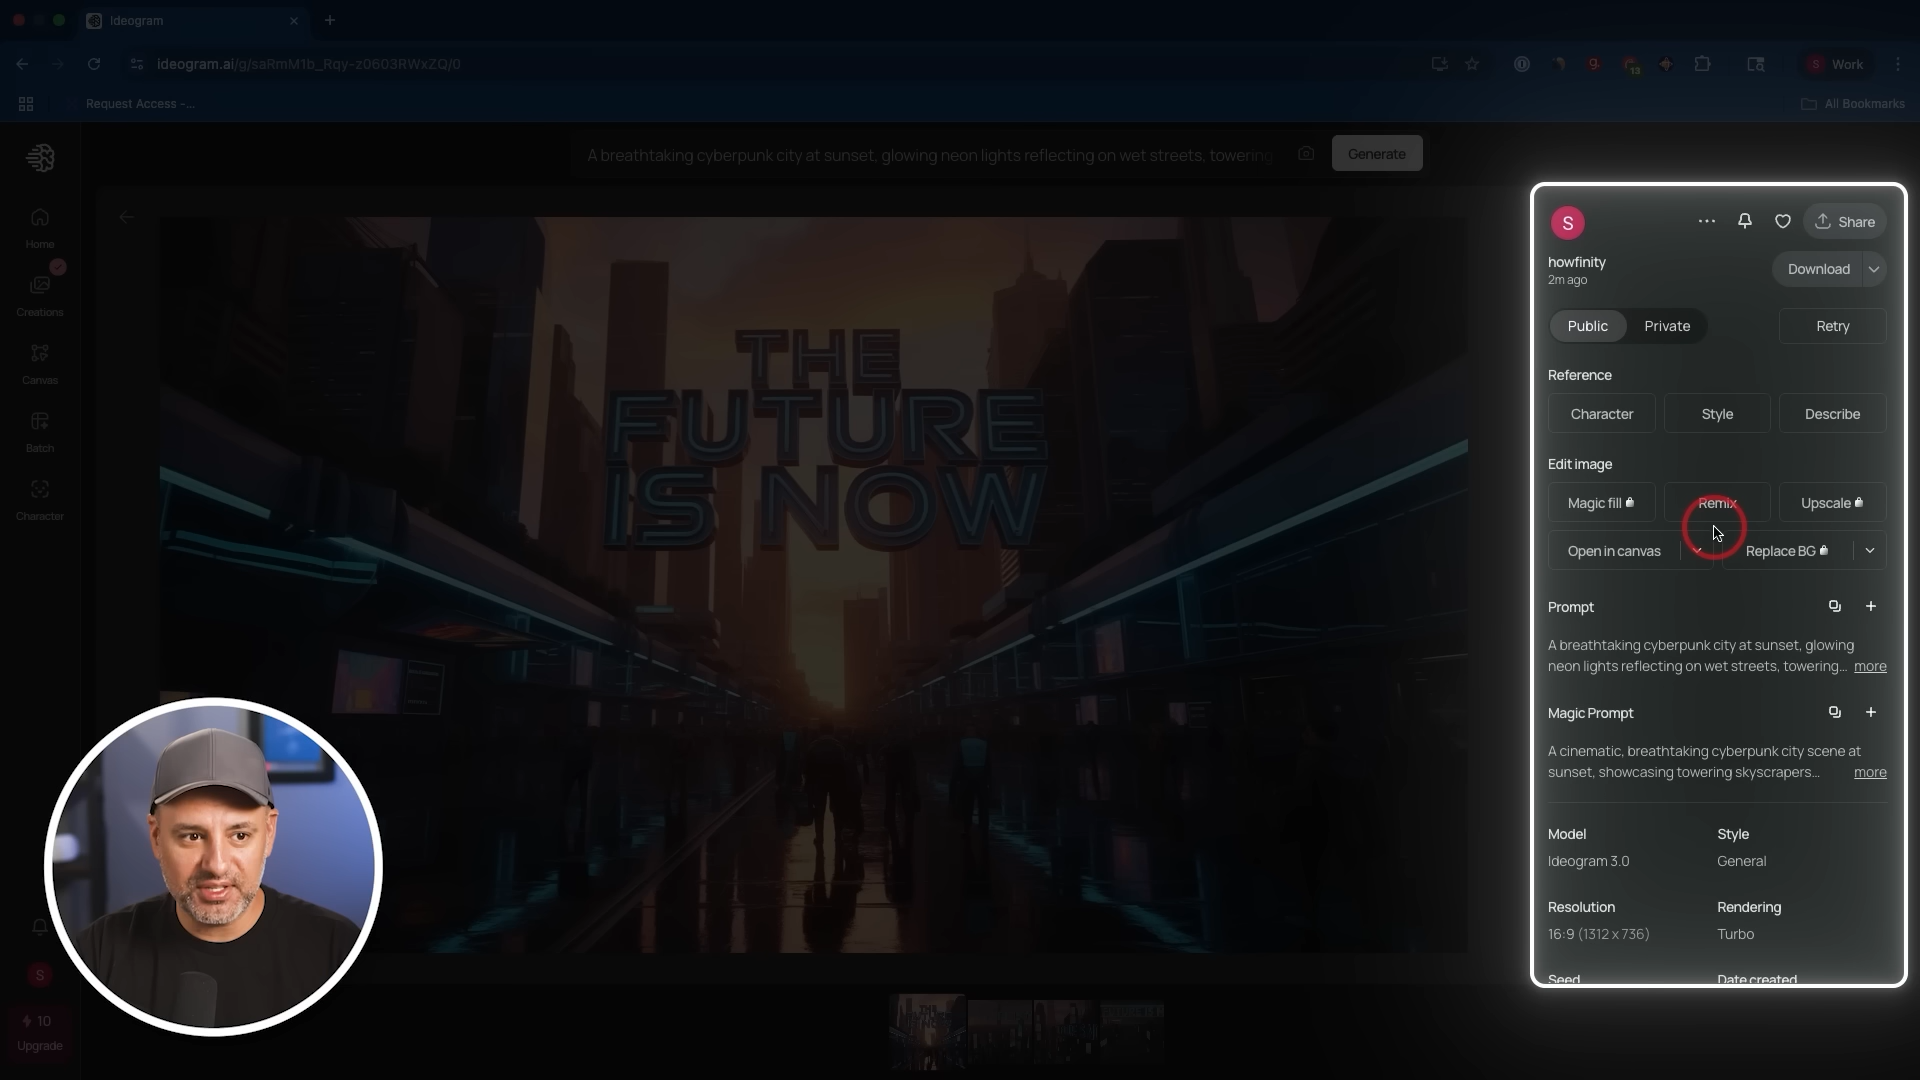 Ideogram
ideogram.ai/g/saRmM1b_Rqy-z0603RWxZQ/0
g.
13
S
Work
Request Access -...
All Bookmarks
A breathtaking cyberpunk city at sunset, glowing neon lights reflecting on wet streets, towering
Generate
Home
Creations
Canvas
Batch
Character
S
10
Upgrade
THE
FUTURE
IS NOW
S
Share
howfinity
2m ago
Download
Public
Private
Retry
Reference
Character
Style
Describe
Edit image
Magic fill
Remix
Upscale
Open in canvas
Replace BG
Prompt
A breathtaking cyberpunk city at sunset, glowing
neon lights reflecting on wet streets, towering... more
Magic Prompt
A cinematic, breathtaking cyberpunk city scene at
sunset, showcasing towering skyscrapers... more
Model
Style
Ideogram 3.0
General
Resolution
Rendering
16:9 (1312 x 736)
Turbo
Seed
Date created